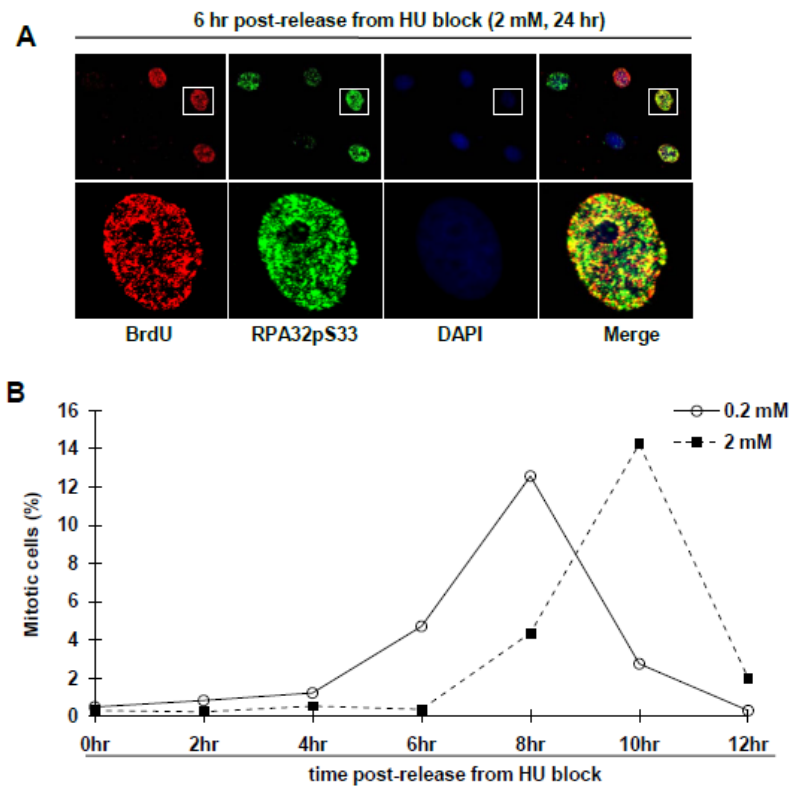 A
6 hr post-release from HU block (2 mM, 24 hr)
BrdU RPA32pS33 DAPI Merge
B
0.2 mM
2 mM
16
14
12
10
8
6
4
2
0
Mitotic cells (%)
0hr 2hr 4hr 6hr 8hr 10hr 12hr
time post-release from HU block